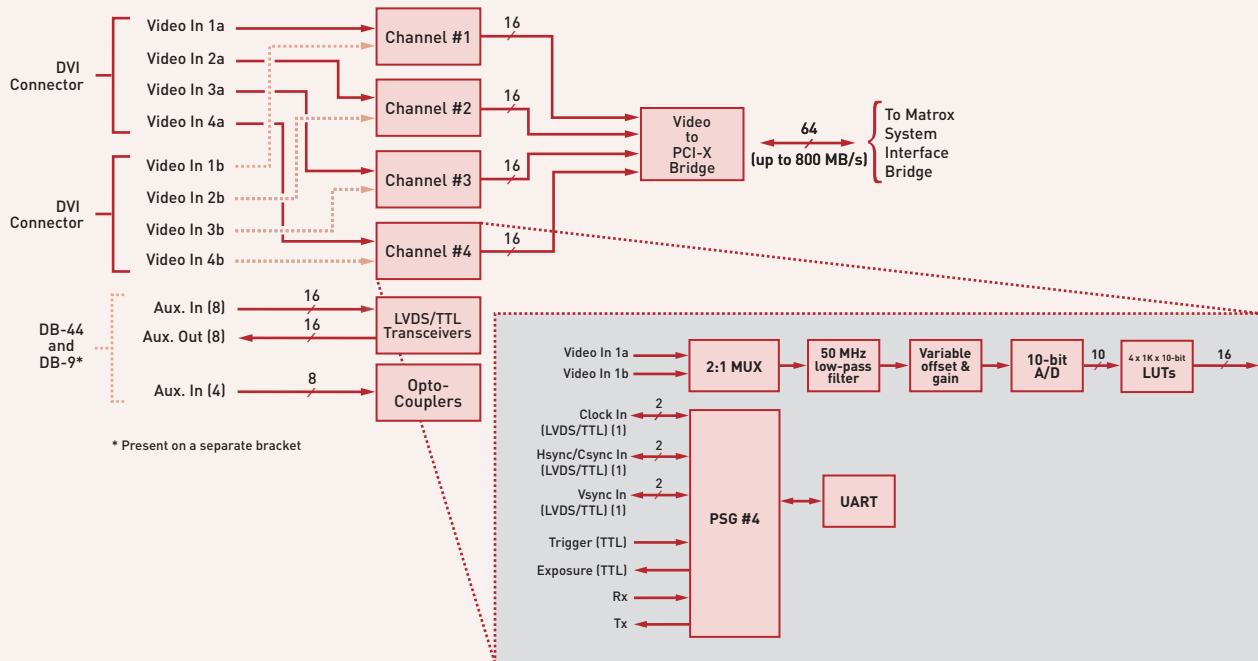 DVI
Connector
Video In 1a
Video In 2a
Video In 3a
Video In 4a
DVI
Connector
Video In 1b
Video In 2b
Video In 3b
Video In 4b
Channel #1
16
Channel #2
16
Channel #3
16
Channel #4
16
Video
to
PCI-X
Bridge
64
(up to 800 MB/s)
To Matrox
System
Interface
Bridge
DB-44
and
DB-9*
Aux. In (8)
16
Aux. Out (8)
16
LVDS/TTL
Transceivers
Aux. In (4)
8
Opto-
Couplers
* Present on a separate bracket
Video In 1a
Video In 1b
2:1 MUX
50 MHz
low-pass
filter
Variable
offset &
gain
10-bit
A/D
10
4 x 1K x 10-bit
LUTs
16
Clock In
(LVDS/TTL) (1)
2
Hsync/Csync In
(LVDS/TTL) (1)
2
Vsync In
(LVDS/TTL) (1)
2
Trigger (TTL)
Exposure (TTL)
Rx
Tx
PSG #4
UART